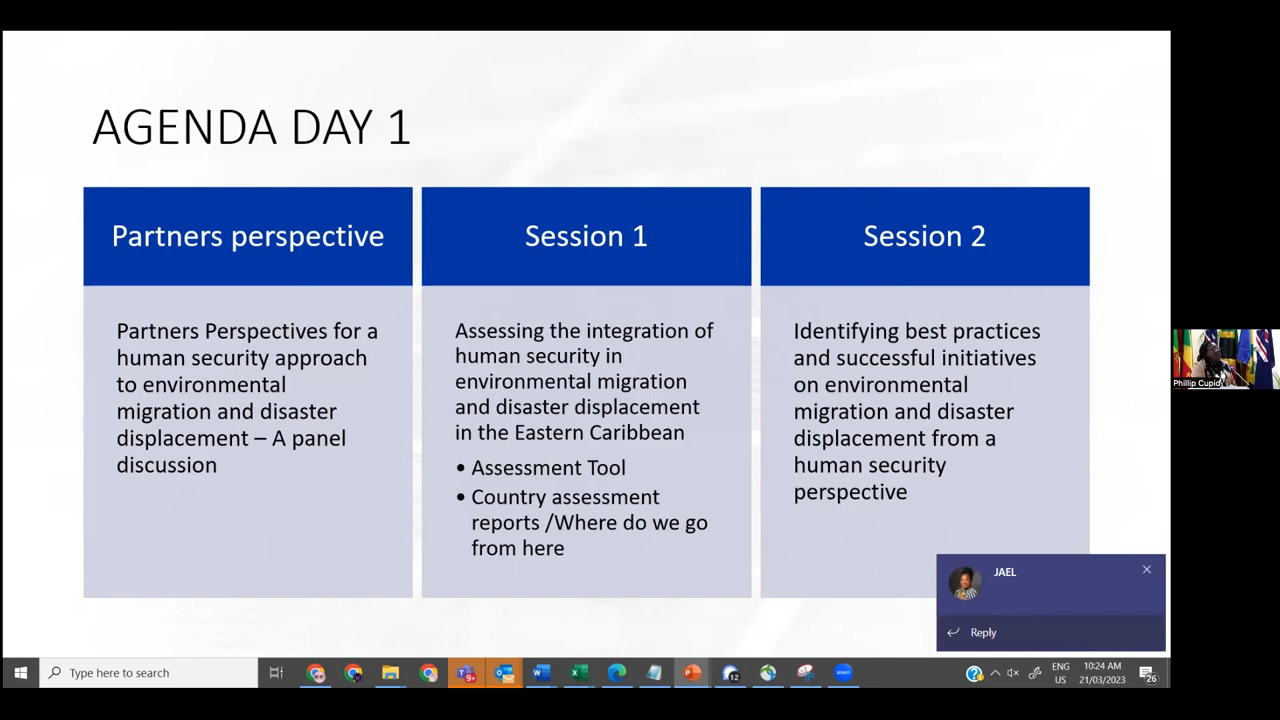 AGENDA DAY 1
Partners perspective
Partners Perspectives for a
human security approach
to environmental
migration and disaster
displacement – A panel
discussion
Session 1
Assessing the integration of
human security in
environmental migration
and disaster displacement
in the Eastern Caribbean
• Assessment Tool
• Country assessment
reports /Where do we go
from here
Session 2
Identifying best practices
and successful initiatives
on environmental
migration and disaster
displacement from a
human security
perspective
JAEL
Reply
Phillip Cupid
Type here to search
9+
12
zoom
ENG
US
10:24 AM
21/03/2023
26